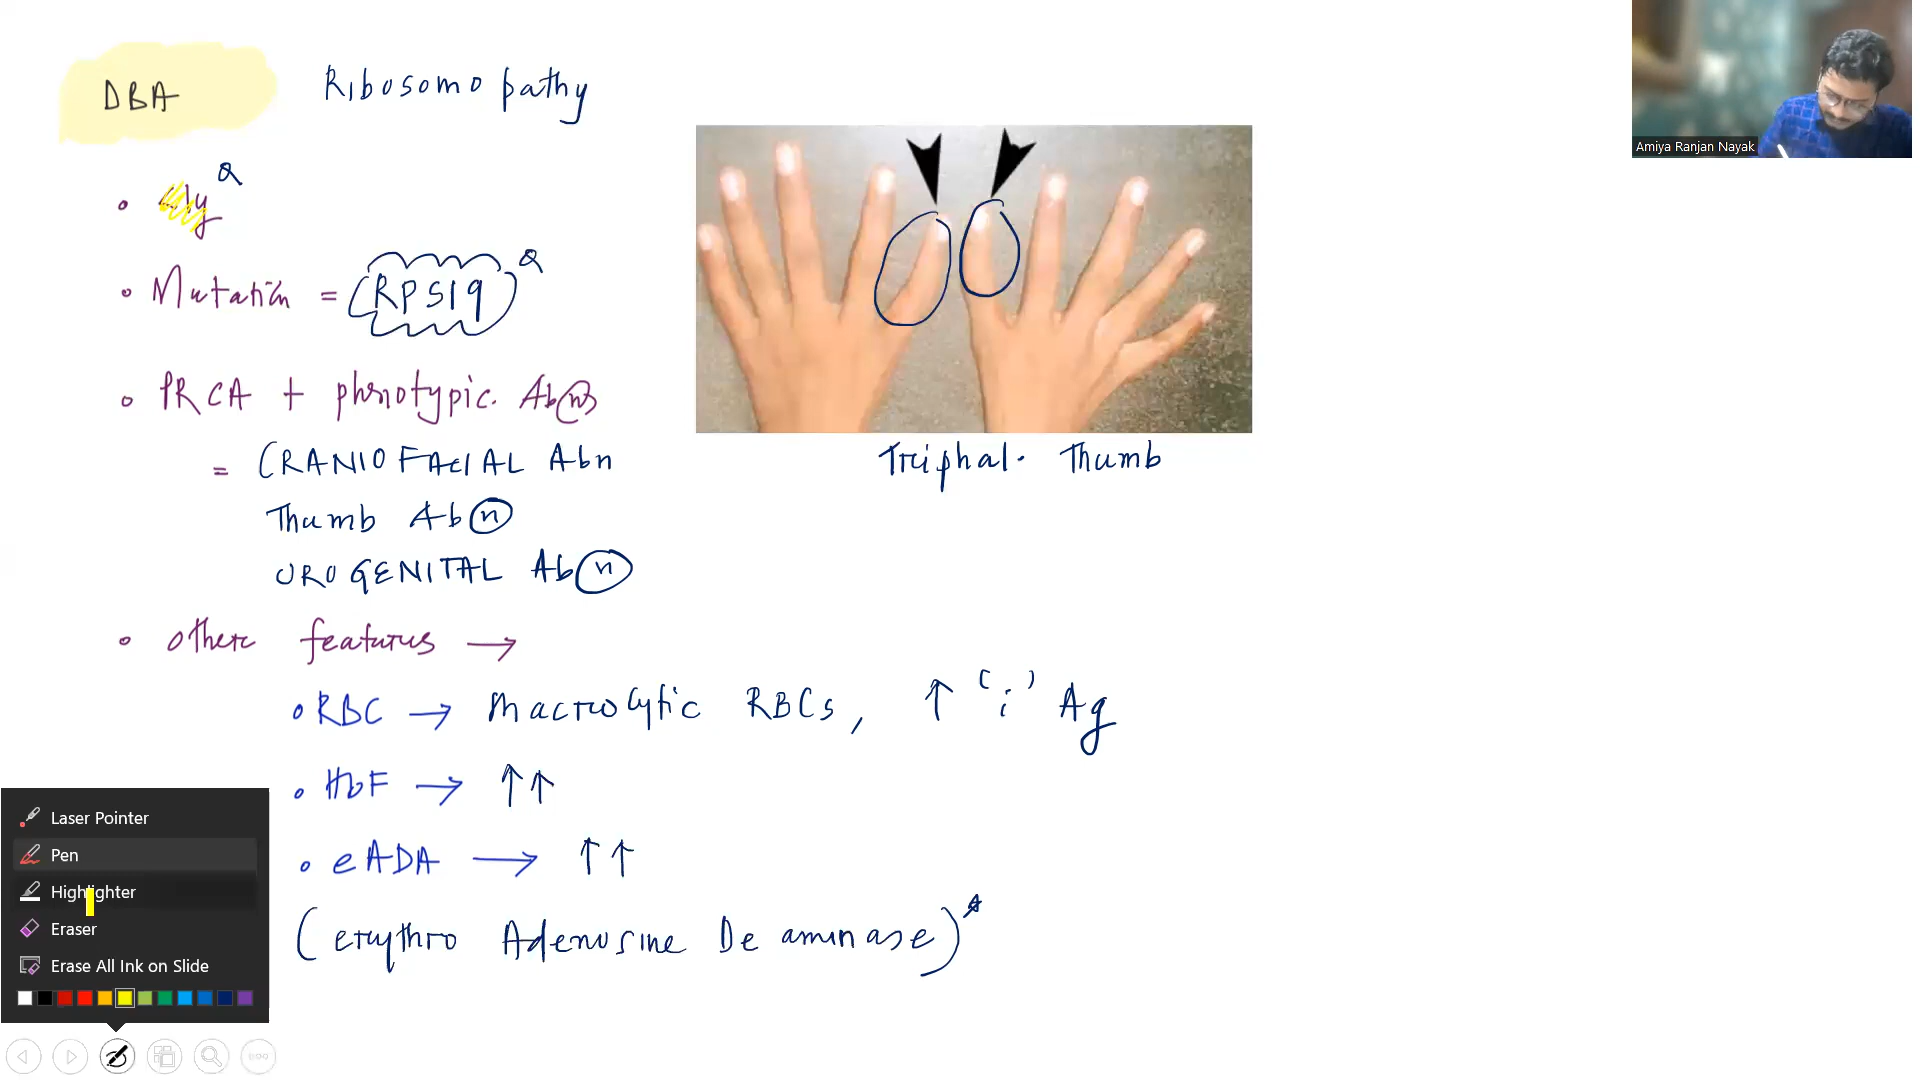 DBA Ribosomopathy
Amiya Ranjan Nayak
• <1y
• Mutation = RPS19
• PRCA + phenotypic Abns
= CRANIOFACIAL Abn
Triphal. Thumb
Thumb Abn
UROGENITAL Abn
• other features →
• RBC → Macrocytic RBCs, ↑ 'i' Ag
• HbF → ↑↑
• eADA → ↑↑
(erythro Adenosine De aminase)*
Laser Pointer
Pen
Highlighter
Eraser
Erase All Ink on Slide